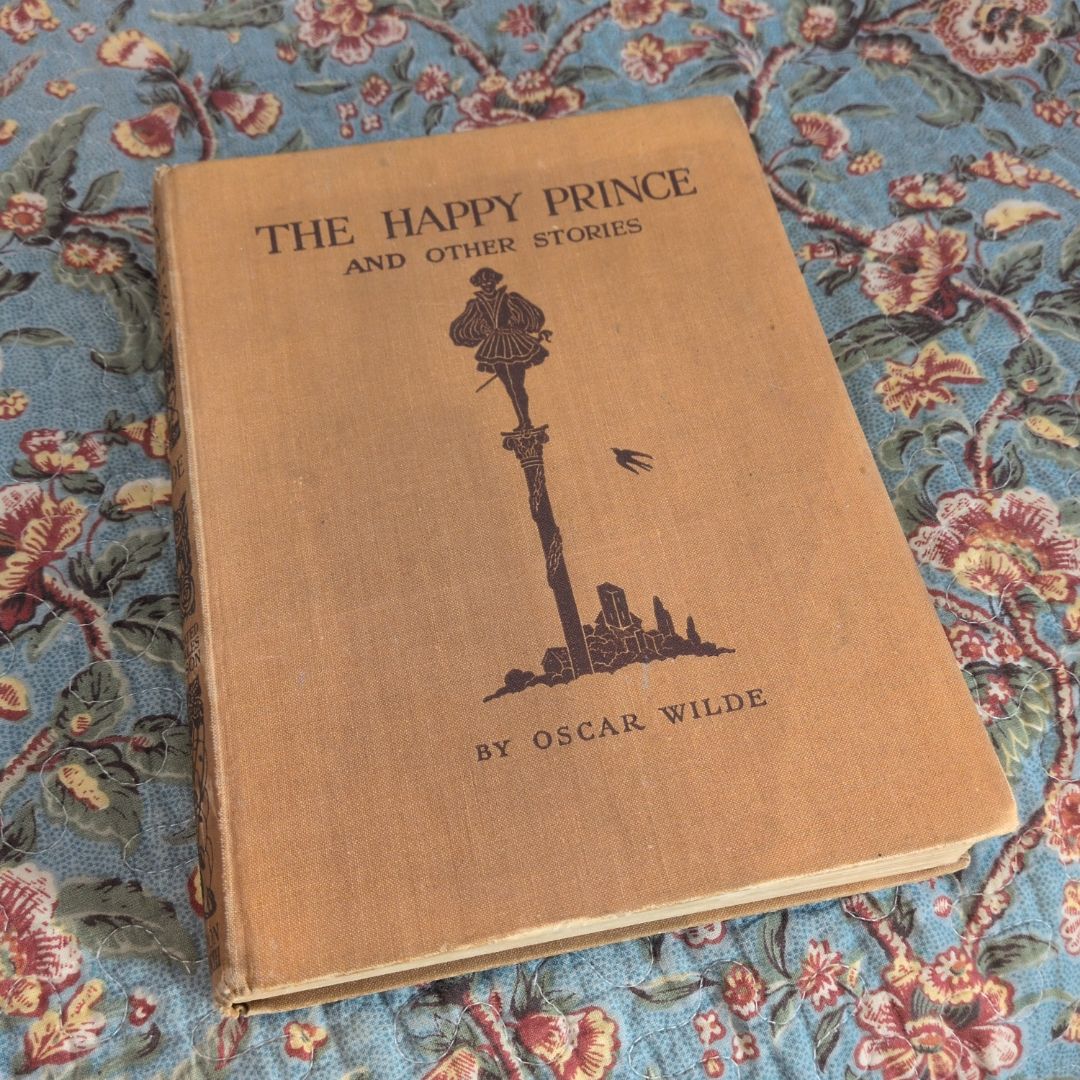 THE HAPPY PRINCE
AND OTHER STORIES
BY OSCAR WILDE